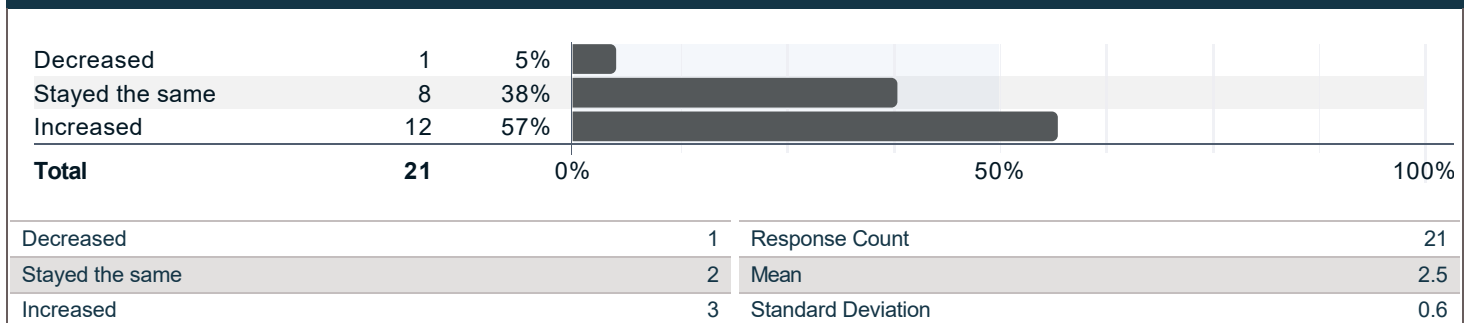 Decreased 1 5%
Stayed the same 8 38%
Increased 12 57%
Total 21 0% 50% 100%
Decreased 1 Response Count 21
Stayed the same 2 Mean 2.5
Increased 3 Standard Deviation 0.6